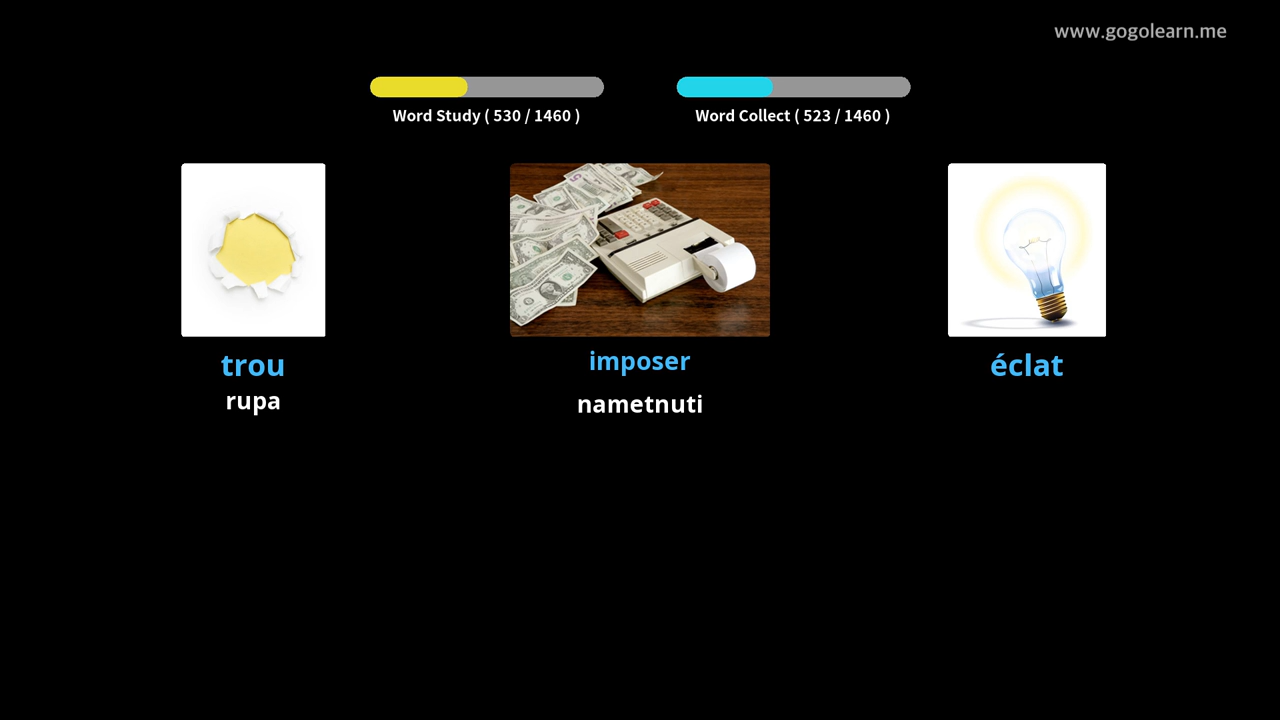 www.gogolearn.me
Word Study ( 530 / 1460 )
Word Collect ( 523 / 1460 )
trou
rupa
imposer
nametnuti
éclat